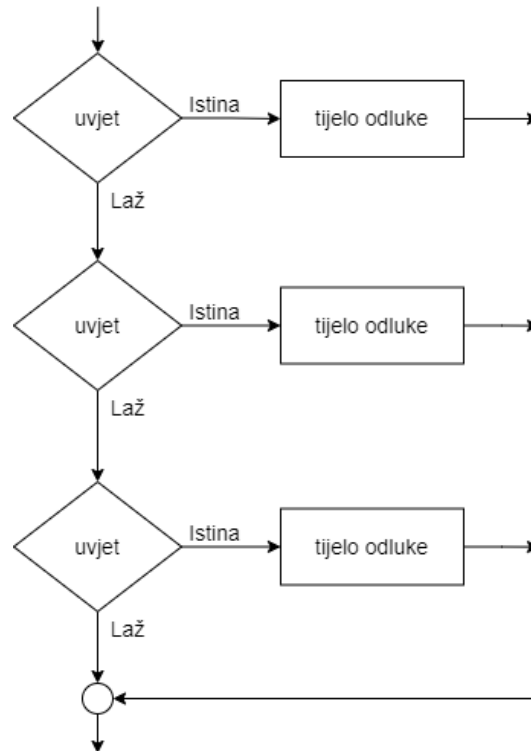 uvjet
Istina
tijelo odluke
Laž
uvjet
Istina
tijelo odluke
Laž
uvjet
Istina
tijelo odluke
Laž